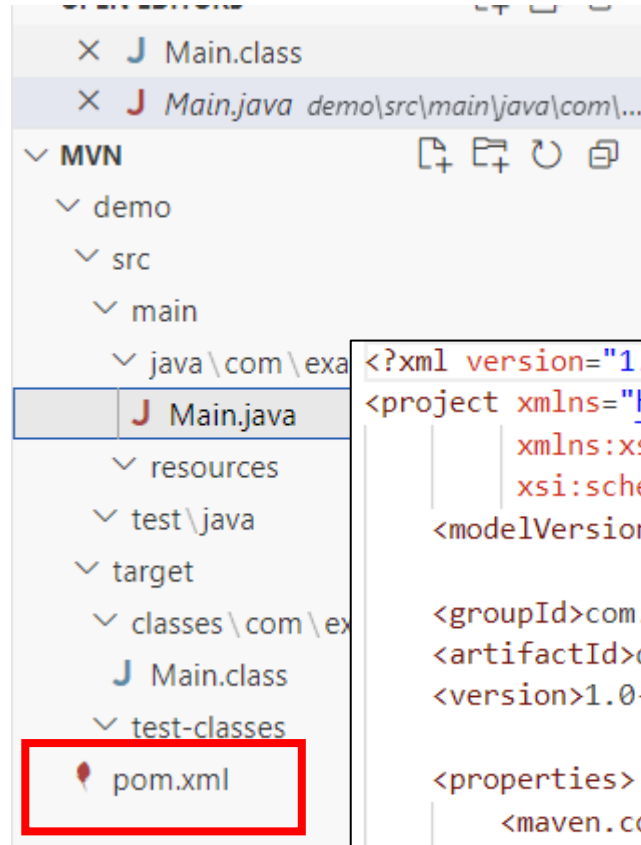 Main.class
Main.java demo\src\main\java\com\...
MVN
demo
src
main
java\com\exa
Main.java
resources
test\java
target
classes\com\ex
Main.class
test-classes
pom.xml
<?xml version="1
<project xmlns="
xmlns:xs
xsi:sche
<modelVersion
<groupId>com.
<artifactId>
<version>1.0-
<properties>
<maven.co